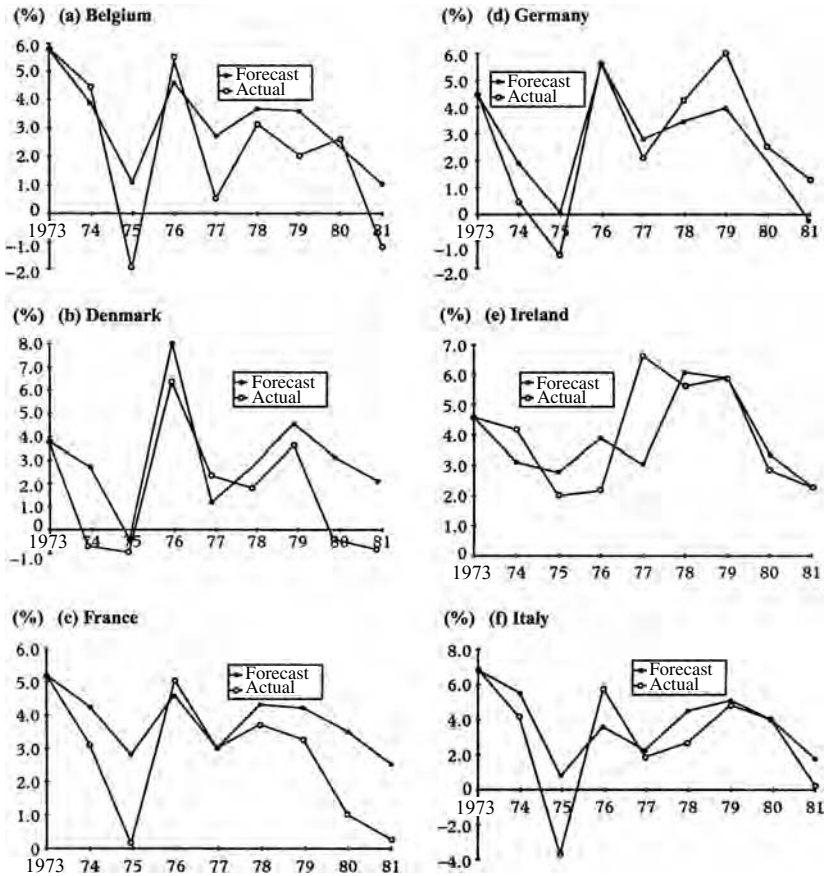 (%) (a) Belgium
6.0
5.0
4.0
3.0
2.0
1.0
0
-1.0
-2.0
Forecast
Actual
1973 74 75 76 77 78 79 80 81
(%) (d) Germany
6.0
5.0
4.0
3.0
2.0
1.0
0
-1.0
-2.0
Forecast
Actual
1973 74 75 76 77 78 79 80 81
(%) (b) Denmark
8.0
7.0
6.0
5.0
4.0
3.0
2.0
1.0
0
-1.0
Forecast
Actual
1973 74 75 76 77 78 79 80 81
(%) (e) Ireland
7.0
6.0
5.0
4.0
3.0
2.0
1.0
0
Forecast
Actual
1973 74 75 76 77 78 79 80 81
(%) (c) France
6.0
5.0
4.0
3.0
2.0
1.0
0
Forecast
Actual
1973 74 75 76 77 78 79 80 81
(%) (f) Italy
8.0
6.0
4.0
2.0
0
-2.0
-4.0
Forecast
Actual
1973 74 75 76 77 78 79 80 81